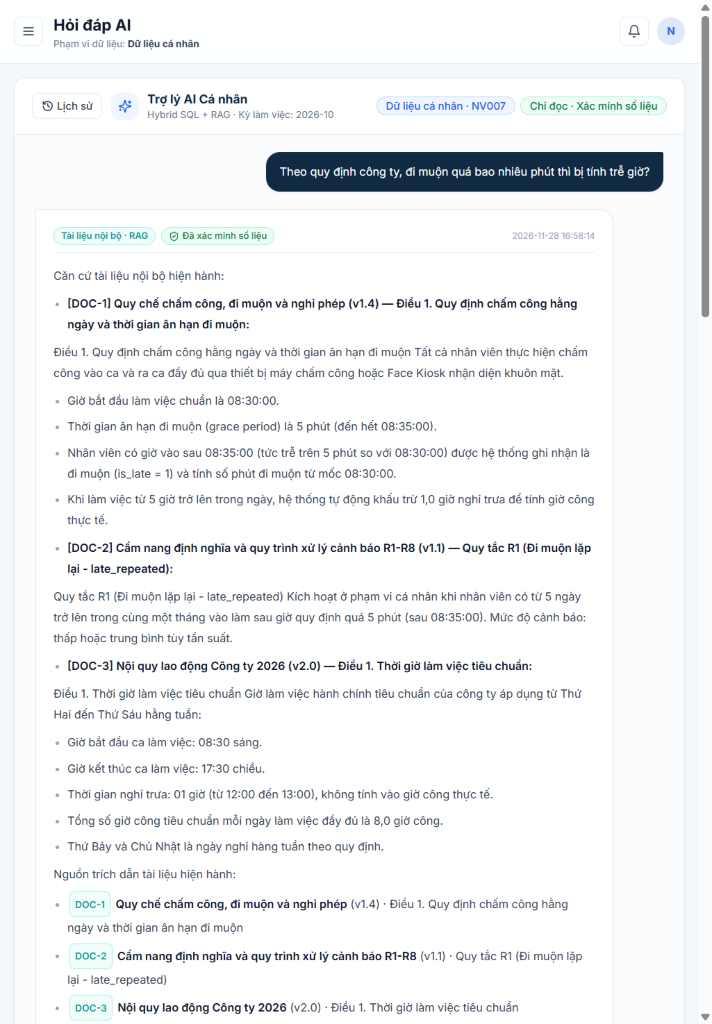 Hỏi đáp AI
Phạm vi dữ liệu: Dữ liệu cá nhân
N
Lịch sử
Trợ lý AI Cá nhân
Hybrid SQL + RAG · Kỳ làm việc: 2026-10
Dữ liệu cá nhân · NV007
Chỉ đọc · Xác minh số liệu
Theo quy định công ty, đi muộn quá bao nhiêu phút thì bị tính trễ giờ?
Tài liệu nội bộ · RAG
Đã xác minh số liệu
2026-11-28 16:58:14
Căn cứ tài liệu nội bộ hiện hành:
• [DOC-1] Quy chế chấm công, đi muộn và nghỉ phép (v1.4) — Điều 1. Quy định chấm công hằng
ngày và thời gian ân hạn đi muộn:
Điều 1. Quy định chấm công hằng ngày và thời gian ân hạn đi muộn Tất cả nhân viên thực hiện chấm
công vào ca và ra ca đầy đủ qua thiết bị máy chấm công hoặc Face Kiosk nhận diện khuôn mặt.
• Giờ bắt đầu làm việc chuẩn là 08:30:00.
• Thời gian ân hạn đi muộn (grace period) là 5 phút (đến hết 08:35:00).
• Nhân viên có giờ vào sau 08:35:00 (tức trễ trên 5 phút so với 08:30:00) được hệ thống ghi nhận là
đi muộn (is_late = 1) và tính số phút đi muộn từ mốc 08:30:00.
• Khi làm việc từ 5 giờ trở lên trong ngày, hệ thống tự động khấu trừ 1,0 giờ nghỉ trưa để tính giờ công
thực tế.
• [DOC-2] Cẩm nang định nghĩa và quy trình xử lý cảnh báo R1-R8 (v1.1) — Quy tắc R1 (Đi muộn lặp
lại - late_repeated):
Quy tắc R1 (Đi muộn lặp lại - late_repeated) Kích hoạt ở phạm vi cá nhân khi nhân viên có từ 5 ngày
trở lên trong cùng một tháng vào làm sau giờ quy định quá 5 phút (sau 08:35:00). Mức độ cảnh báo:
thấp hoặc trung bình tùy tần suất.
• [DOC-3] Nội quy lao động Công ty 2026 (v2.0) — Điều 1. Thời giờ làm việc tiêu chuẩn:
Điều 1. Thời giờ làm việc tiêu chuẩn Giờ làm việc hành chính tiêu chuẩn của công ty áp dụng từ Thứ
Hai đến Thứ Sáu hằng tuần:
• Giờ bắt đầu ca làm việc: 08:30 sáng.
• Giờ kết thúc ca làm việc: 17:30 chiều.
• Thời gian nghỉ trưa: 01 giờ (từ 12:00 đến 13:00), không tính vào giờ công thực tế.
• Tổng số giờ công tiêu chuẩn mỗi ngày làm việc đầy đủ là 8,0 giờ công.
• Thứ Bảy và Chủ Nhật là ngày nghỉ hàng tuần theo quy định.
Nguồn trích dẫn tài liệu hiện hành:
• DOC-1 Quy chế chấm công, đi muộn và nghỉ phép (v1.4) · Điều 1. Quy định chấm công hằng
ngày và thời gian ân hạn đi muộn
• DOC-2 Cẩm nang định nghĩa và quy trình xử lý cảnh báo R1-R8 (v1.1) · Quy tắc R1 (Đi muộn lặp
lại - late_repeated)
• DOC-3 Nội quy lao động Công ty 2026 (v2.0) · Điều 1. Thời giờ làm việc tiêu chuẩn